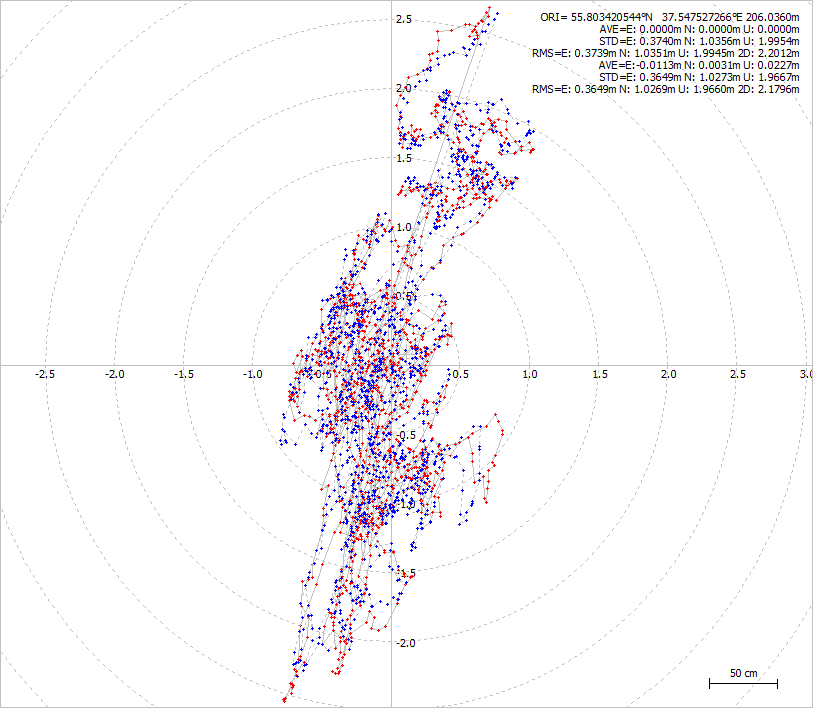 ORI= 55.803420544°N 37.547527266°E 206.0360m
AVE=E: 0.0000m N: 0.0000m U: 0.0000m
STD=E: 0.3740m N: 1.0356m U: 1.9954m
RMS=E: 0.3739m N: 1.0351m U: 1.9945m 2D: 2.2012m
AVE=E:-0.0113m N: 0.0031m U: 0.0227m
STD=E: 0.3649m N: 1.0273m U: 1.9667m
RMS=E: 0.3649m N: 1.0269m U: 1.9660m 2D: 2.1796m
2.5
2.0
1.5
1.0
0.5
-2.5 -2.0 -1.5 -1.0 -0.5 0.5 1.0 1.5 2.0 2.5 3.0
-0.5
-1.0
-1.5
-2.0
50 cm